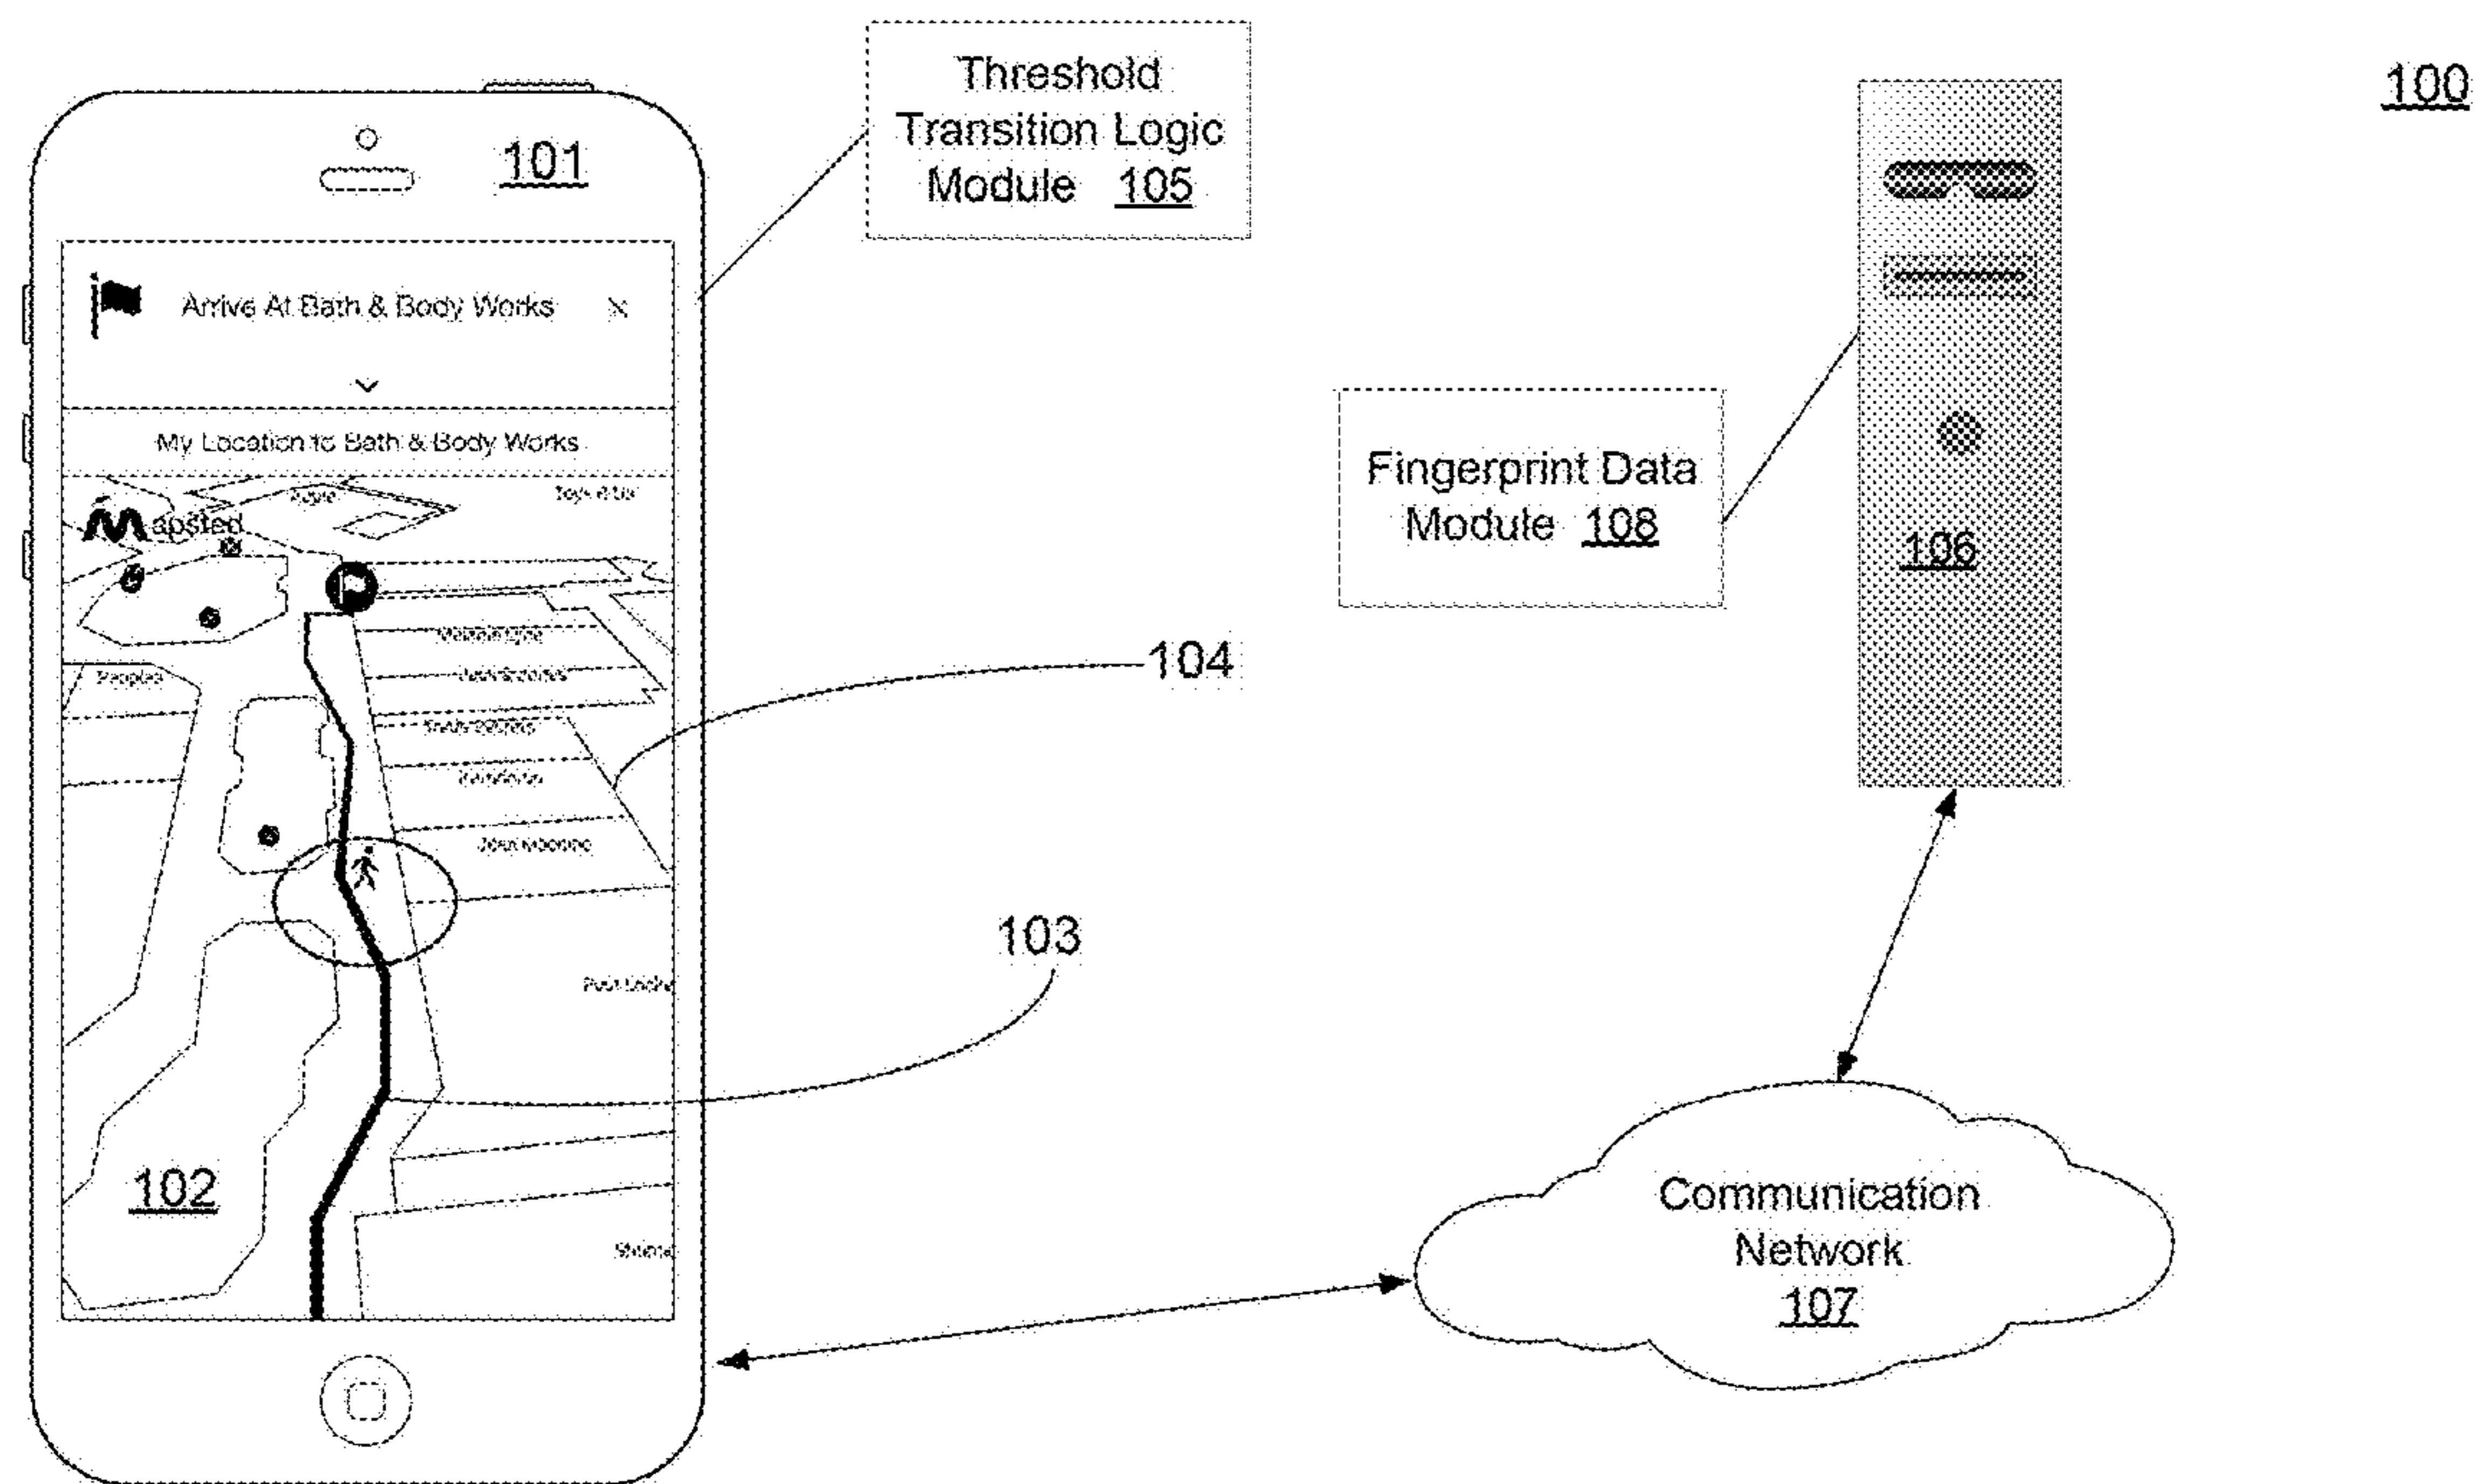 100
101
Threshold
Transition Logic
Module 105
Arrive At Bath & Body Works
My Location to Bath & Body Works
Mapsted
Fingerprint Data
Module 108
106
104
103
102
Communication
Network
107